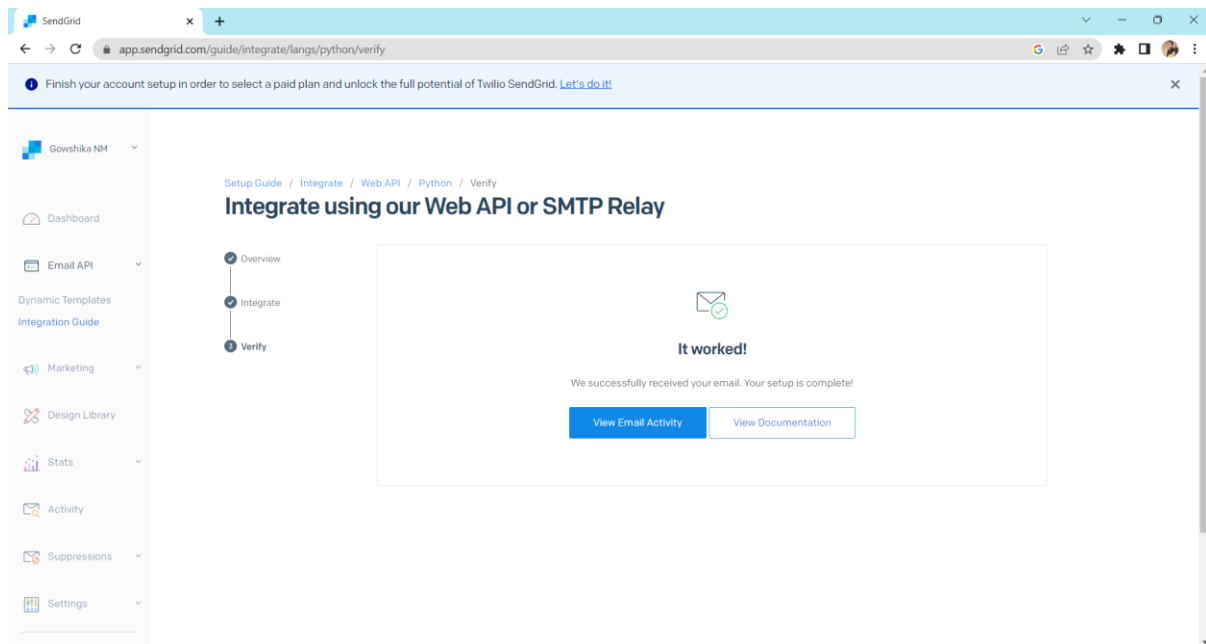 SendGrid
app.sendgrid.com/guide/integrate/langs/python/verify
Finish your account setup in order to select a paid plan and unlock the full potential of Twilio SendGrid. Let's do it!
Gowshika NM
Dashboard
Email API
Dynamic Templates
Integration Guide
Marketing
Design Library
Stats
Activity
Suppressions
Settings
Setup Guide / Integrate / Web API / Python / Verify
Integrate using our Web API or SMTP Relay
Overview
Integrate
3 Verify
It worked!
We successfully received your email. Your setup is complete!
View Email Activity
View Documentation